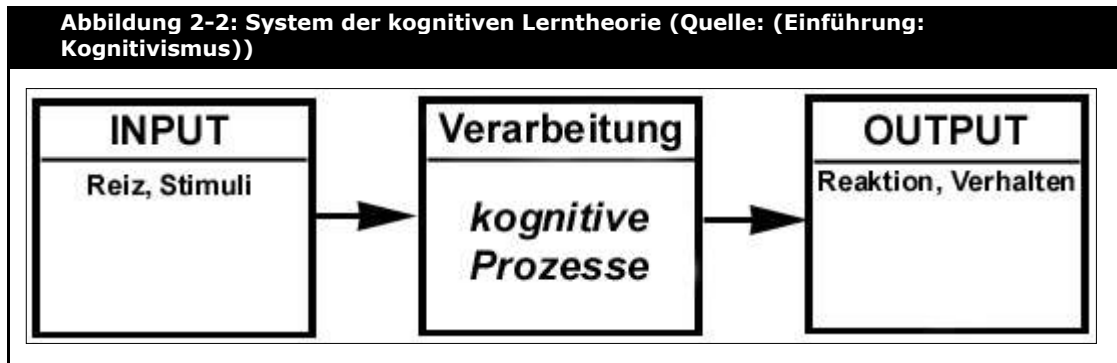 Abbildung 2-2: System der kognitiven Lerntheorie (Quelle: (Einführung:
Kognitivismus))
INPUT
Reiz, Stimuli
Verarbeitung
kognitive
Prozesse
OUTPUT
Reaktion, Verhalten